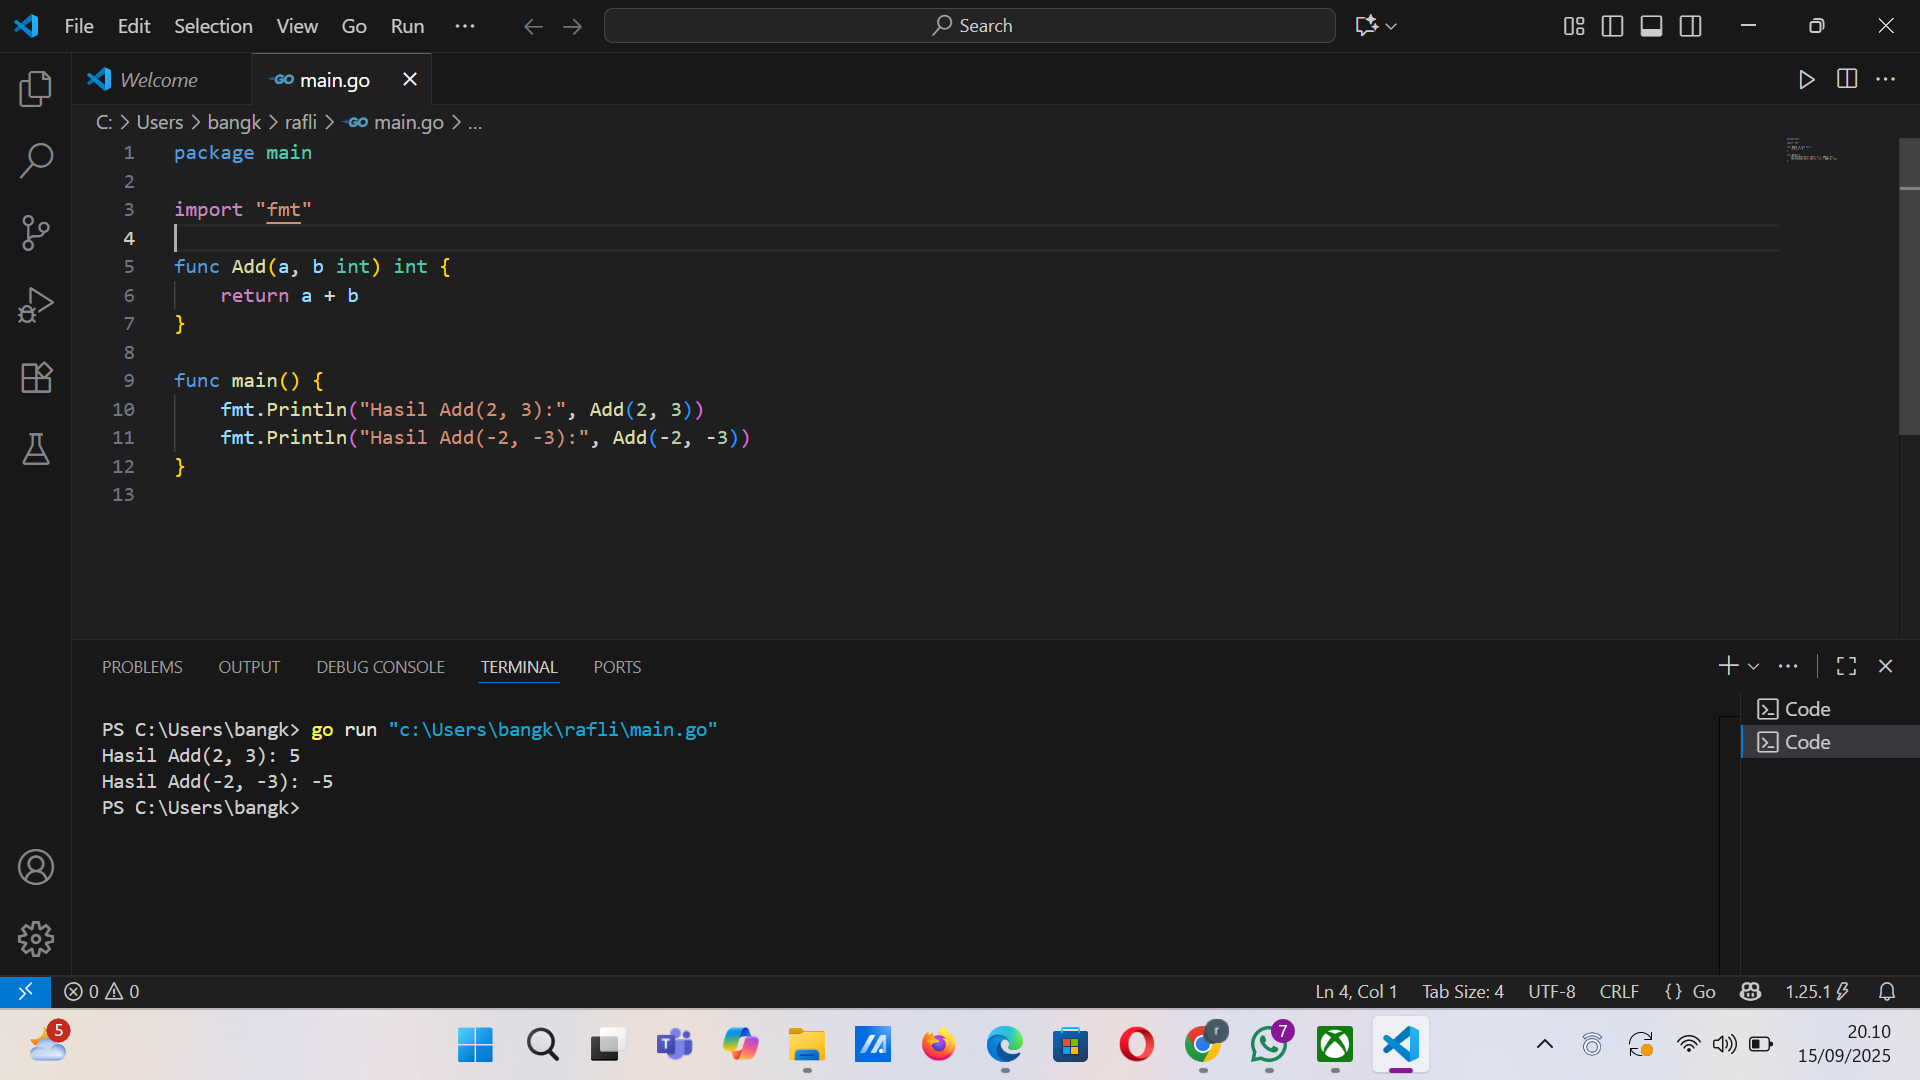 File Edit Selection View Go Run ··· Search
Welcome GO main.go
C: > Users > bangk > rafli > GO main.go > ...
1 package main
2
3 import "fmt"
4
5 func Add(a, b int) int {
6 return a + b
7 }
8
9 func main() {
10 fmt.Println("Hasil Add(2, 3):", Add(2, 3))
11 fmt.Println("Hasil Add(-2, -3):", Add(-2, -3))
12 }
13
PROBLEMS OUTPUT DEBUG CONSOLE TERMINAL PORTS
PS C:\Users\bangk> go run "c:\Users\bangk\rafli\main.go"
Hasil Add(2, 3): 5
Hasil Add(-2, -3): -5
PS C:\Users\bangk>
Code
Code
0 0 Ln 4, Col 1 Tab Size: 4 UTF-8 CRLF {} Go 1.25.1
5 T r 7 20.10
15/09/2025